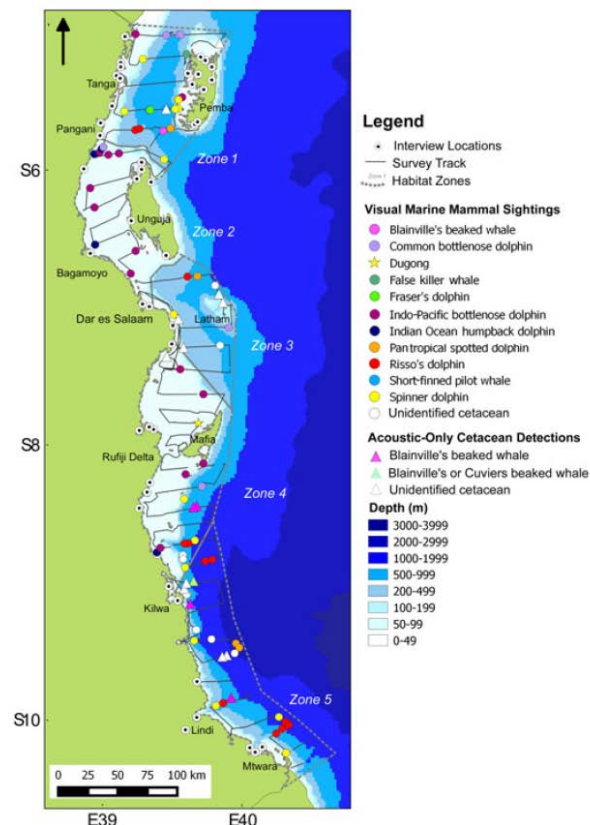 Tanga
Pemba
Pangani
Zone 1
S6
Unguja
Zone 2
Bagamoyo
Dar es Salaam
Latham
Zone 3
S8
Mafia
Rufiji Delta
Zone 4
Kilwa
Zone 5
S10
Lindi
Mtwara
0 25 50 75 100 km
E39 E40
Legend
Interview Locations
Survey Track
Zone 1
Habitat Zones
Visual Marine Mammal Sightings
Blainville's beaked whale
Common bottlenose dolphin
Dugong
False killer whale
Fraser's dolphin
Indo-Pacific bottlenose dolphin
Indian Ocean humpback dolphin
Pantropical spotted dolphin
Risso's dolphin
Short-finned pilot whale
Spinner dolphin
Unidentified cetacean
Acoustic-Only Cetacean Detections
Blainville's beaked whale
Blainville's or Cuviers beaked whale
Unidentified cetacean
Depth (m)
3000-3999
2000-2999
1000-1999
500-999
200-499
100-199
50-99
0-49